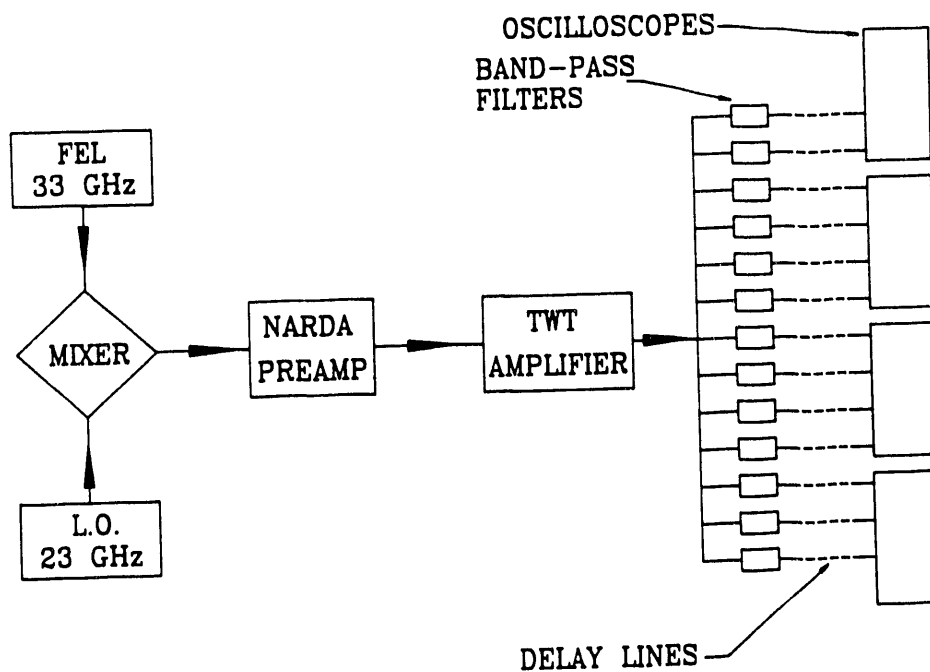 OSCILLOSCOPES
BAND-PASS
FILTERS
FEL
33 GHz
MIXER
NARDA
PREAMP
TWT
AMPLIFIER
L.O.
23 GHz
DELAY LINES